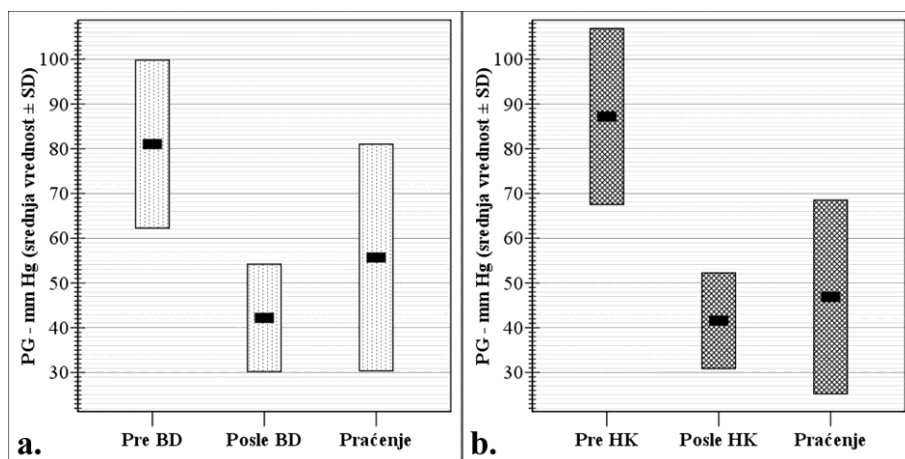 PG - mm Hg (srednja vrednost ± SD)
100
90
80
70
60
50
40
30
Pre BD Posle BD Praćenje
a.
PG - mm Hg (srednja vrednost ± SD)
100
90
80
70
60
50
40
30
Pre HK Posle HK Praćenje
b.